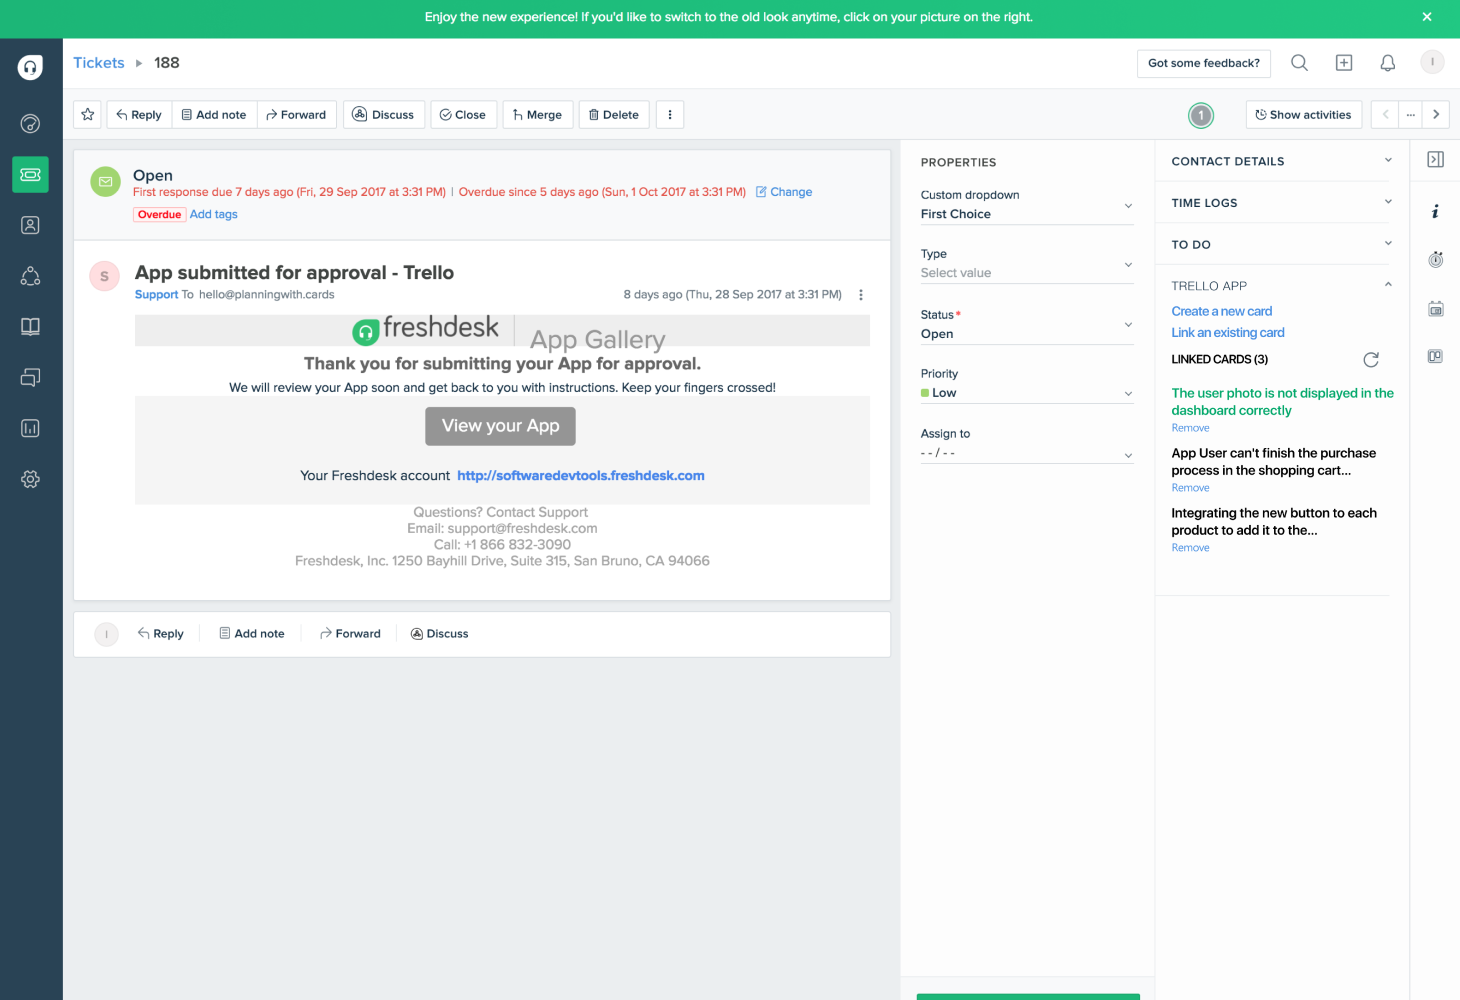 Enjoy the new experience! If you'd like to switch to the old look anytime, click on your picture on the right.
Tickets 188
Got some feedback?
I
Reply Add note Forward Discuss Close Merge Delete
1
Show activities
...
Open
First response due 7 days ago (Fri, 29 Sep 2017 at 3:31 PM) | Overdue since 5 days ago (Sun, 1 Oct 2017 at 3:31 PM) Change
Overdue Add tags
S
App submitted for approval - Trello
Support To hello@planningwith.cards
8 days ago (Thu, 28 Sep 2017 at 3:31 PM)
freshdesk App Gallery
Thank you for submitting your App for approval.
We will review your App soon and get back to you with instructions. Keep your fingers crossed!
View your App
Your Freshdesk account http://softwaredevtools.freshdesk.com
Questions? Contact Support
Email: support@freshdesk.com
Call: +1 866 832-3090
Freshdesk, Inc. 1250 Bayhill Drive, Suite 315, San Bruno, CA 94066
I
Reply Add note Forward Discuss
PROPERTIES
Custom dropdown
First Choice
Type
Select value
Status*
Open
Priority
Low
Assign to
- - / - -
CONTACT DETAILS
TIME LOGS
TO DO
TRELLO APP
Create a new card
Link an existing card
LINKED CARDS (3)
The user photo is not displayed in the
dashboard correctly
Remove
App User can't finish the purchase
process in the shopping cart...
Remove
Integrating the new button to each
product to add it to the...
Remove